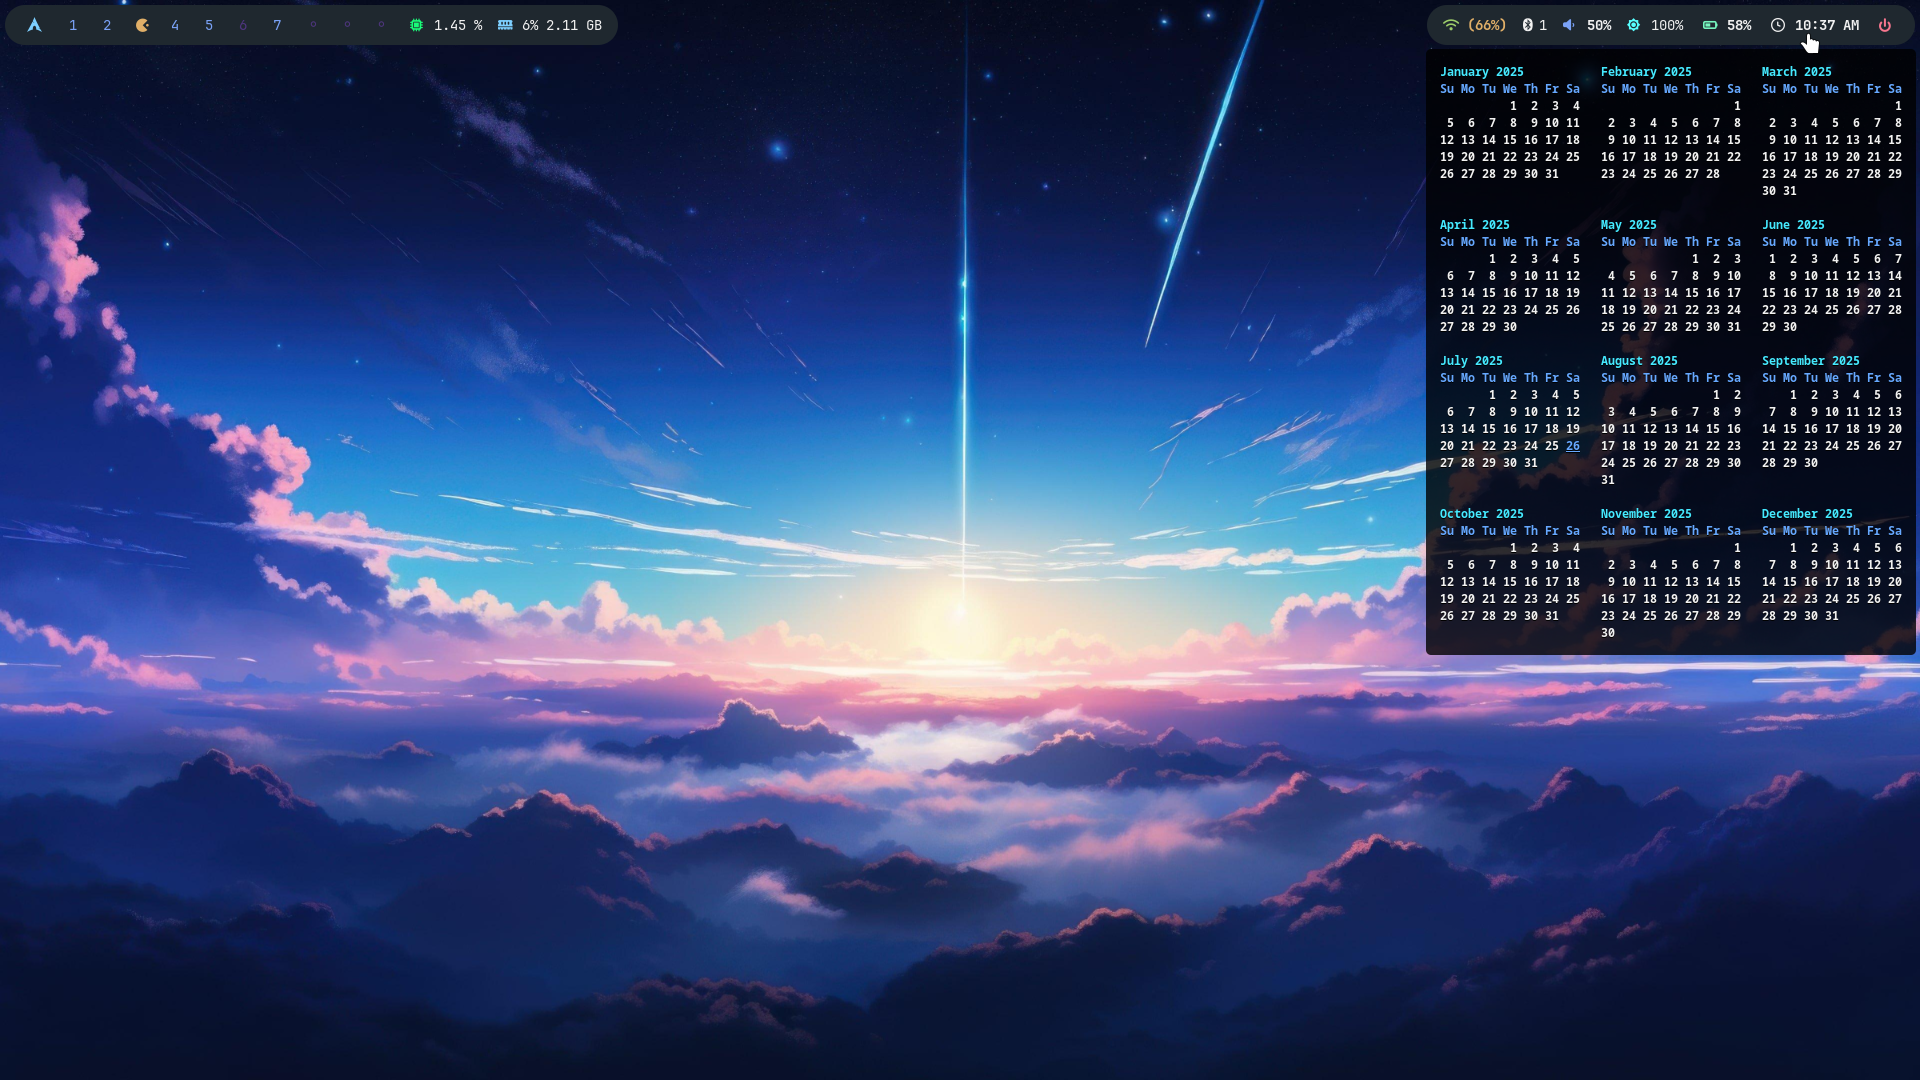 1 2 4 5 6 7 1.45 % 6% 2.11 GB
(66%) 1 50% 100% 58% 10:37 AM
January 2025 February 2025 March 2025
Su Mo Tu We Th Fr Sa Su Mo Tu We Th Fr Sa Su Mo Tu We Th Fr Sa
1 2 3 4 1 1
5 6 7 8 9 10 11 2 3 4 5 6 7 8 2 3 4 5 6 7 8
12 13 14 15 16 17 18 9 10 11 12 13 14 15 9 10 11 12 13 14 15
19 20 21 22 23 24 25 16 17 18 19 20 21 22 16 17 18 19 20 21 22
26 27 28 29 30 31 23 24 25 26 27 28 23 24 25 26 27 28 29
30 31
April 2025 May 2025 June 2025
Su Mo Tu We Th Fr Sa Su Mo Tu We Th Fr Sa Su Mo Tu We Th Fr Sa
1 2 3 4 5 1 2 3 1 2 3 4 5 6 7
6 7 8 9 10 11 12 4 5 6 7 8 9 10 8 9 10 11 12 13 14
13 14 15 16 17 18 19 11 12 13 14 15 16 17 15 16 17 18 19 20 21
20 21 22 23 24 25 26 18 19 20 21 22 23 24 22 23 24 25 26 27 28
27 28 29 30 25 26 27 28 29 30 31 29 30
July 2025 August 2025 September 2025
Su Mo Tu We Th Fr Sa Su Mo Tu We Th Fr Sa Su Mo Tu We Th Fr Sa
1 2 3 4 5 1 2 1 2 3 4 5 6
6 7 8 9 10 11 12 3 4 5 6 7 8 9 7 8 9 10 11 12 13
13 14 15 16 17 18 19 10 11 12 13 14 15 16 14 15 16 17 18 19 20
20 21 22 23 24 25 26 17 18 19 20 21 22 23 21 22 23 24 25 26 27
27 28 29 30 31 24 25 26 27 28 29 30 28 29 30
31
October 2025 November 2025 December 2025
Su Mo Tu We Th Fr Sa Su Mo Tu We Th Fr Sa Su Mo Tu We Th Fr Sa
1 2 3 4 1 1 2 3 4 5 6
5 6 7 8 9 10 11 2 3 4 5 6 7 8 7 8 9 10 11 12 13
12 13 14 15 16 17 18 9 10 11 12 13 14 15 14 15 16 17 18 19 20
19 20 21 22 23 24 25 16 17 18 19 20 21 22 21 22 23 24 25 26 27
26 27 28 29 30 31 23 24 25 26 27 28 29 28 29 30 31
30